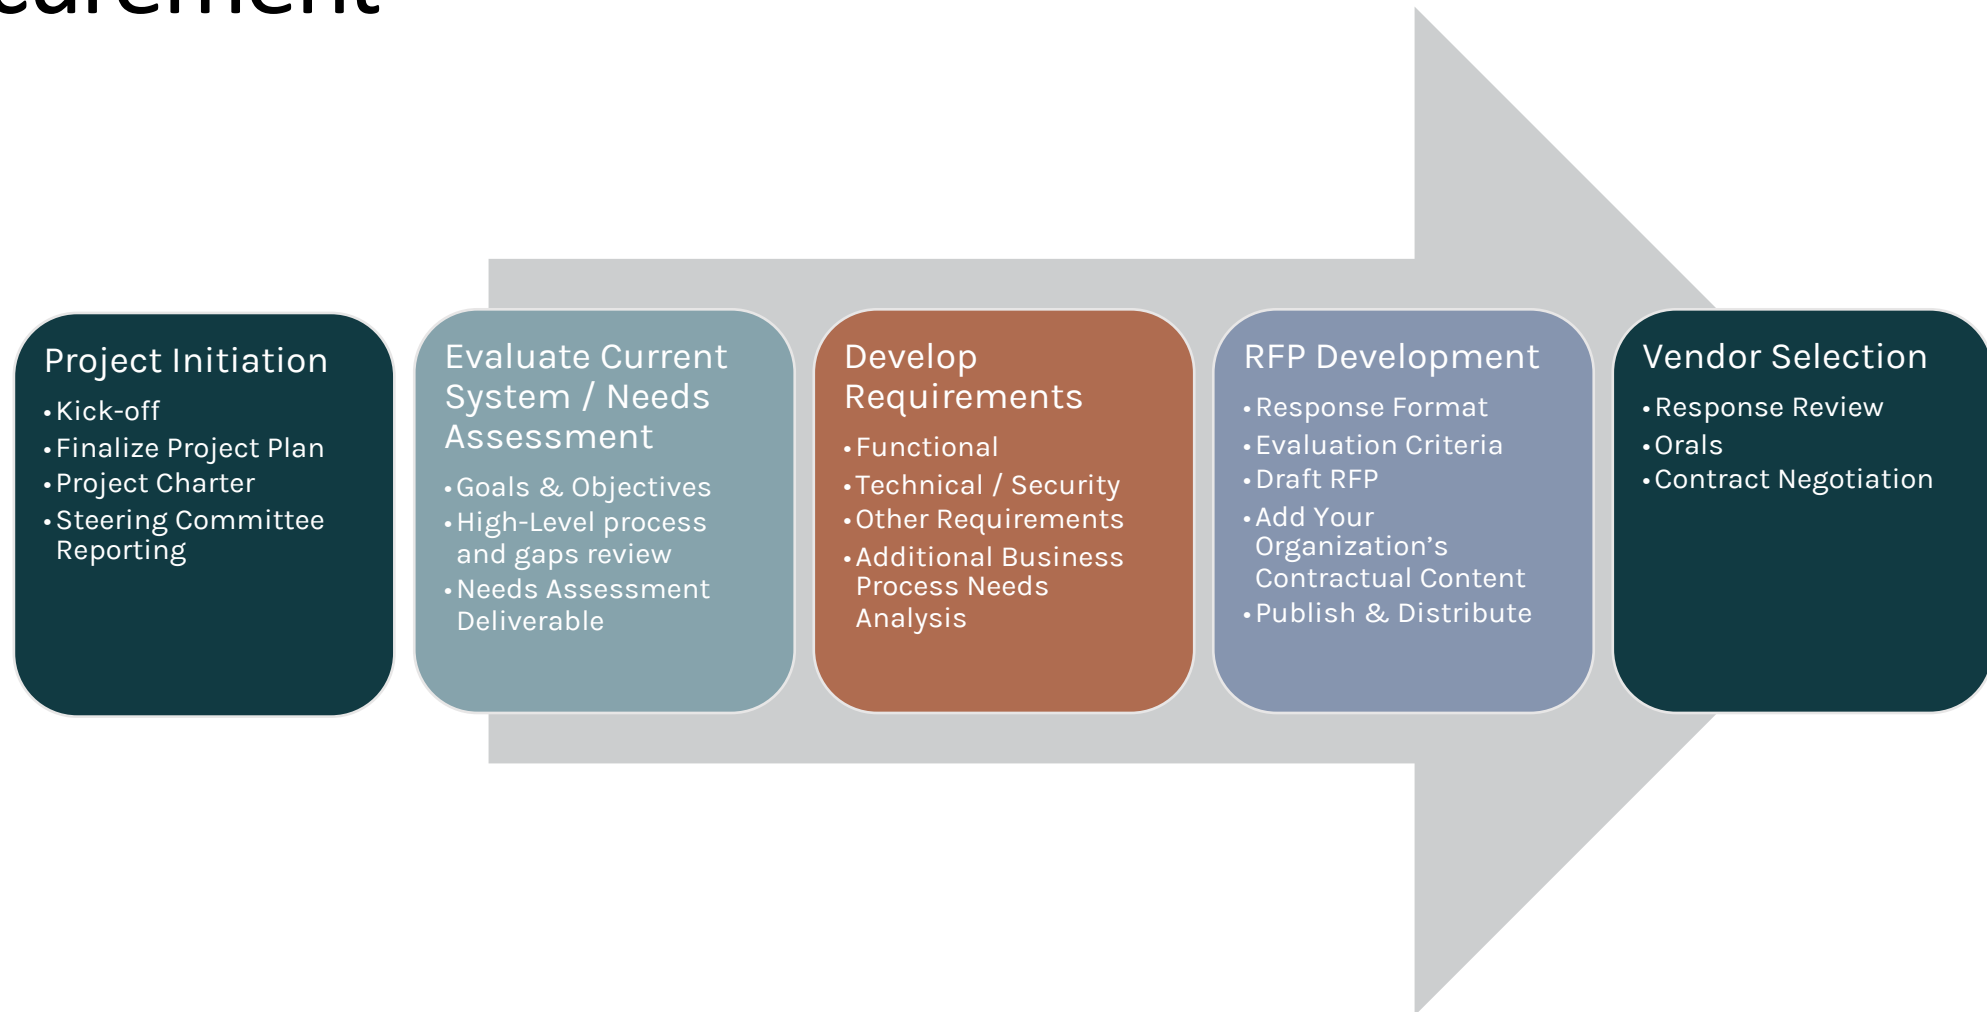 curement
Project Initiation
•Kick-off
•Finalize Project Plan
•Project Charter
•Steering Committee
Reporting
Evaluate Current
System / Needs
Assessment
•Goals & Objectives
•High-Level process
and gaps review
•Needs Assessment
Deliverable
Develop
Requirements
•Functional
•Technical / Security
•Other Requirements
•Additional Business
Process Needs
Analysis
RFP Development
•Response Format
•Evaluation Criteria
•Draft RFP
•Add Your
Organization’s
Contractual Content
•Publish & Distribute
Vendor Selection
•Response Review
•Orals
•Contract Negotiation